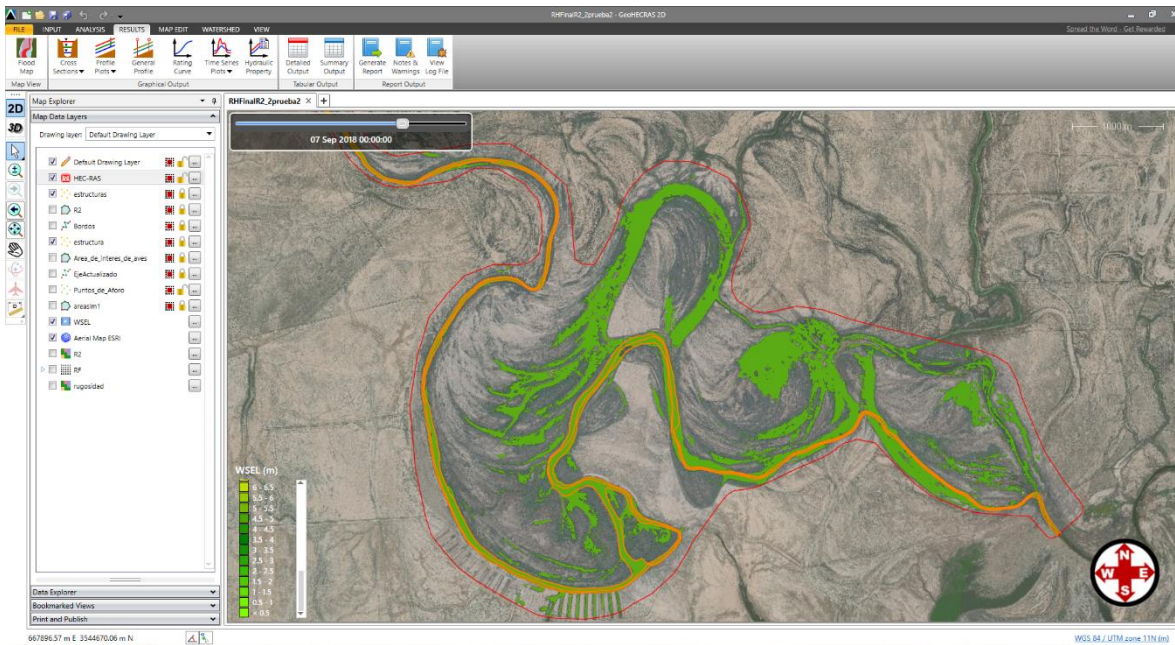 RHFinalR2_2prueba2 - GeoHECRAS 2D
FILE INPUT ANALYSIS RESULTS MAP EDIT WATERSHED VIEW
Spread the Word - Get Rewarded
Flood Map
Cross Sections
Profile Plots
General Profile
Rating Curve
Time Series Plots
Hydraulic Property
Detailed Output
Summary Output
Generate Report
Notes & Warnings
View Log File
Map View
Graphical Output
Tabular Output
Report Output
2D
3D
Map Explorer
Map Data Layers
Drawing layer: Default Drawing Layer
Default Drawing Layer
HEC-RAS
estructuras
R2
Bordos
estructura
Area_de_interes_de_aves
EjeActualizado
Puntos_de_Aforo
areasim1
WSEL
Aerial Map ESRI
R2
RF
rugosidad
Data Explorer
Bookmarked Views
Print and Publish
RHFinalR2_2prueba2
07 Sep 2018 00:00:00
1000 m
WSEL (m)
6 - 6.5
5.5 - 6
5 - 5.5
4.5 - 5
4 - 4.5
3.5 - 4
3 - 3.5
2.5 - 3
2 - 2.5
1.5 - 2
1 - 1.5
0.5 - 1
< 0.5
N
W E
S
667896.57 m E 3544670.06 m N
WGS 84 / UTM zone 11N (m)